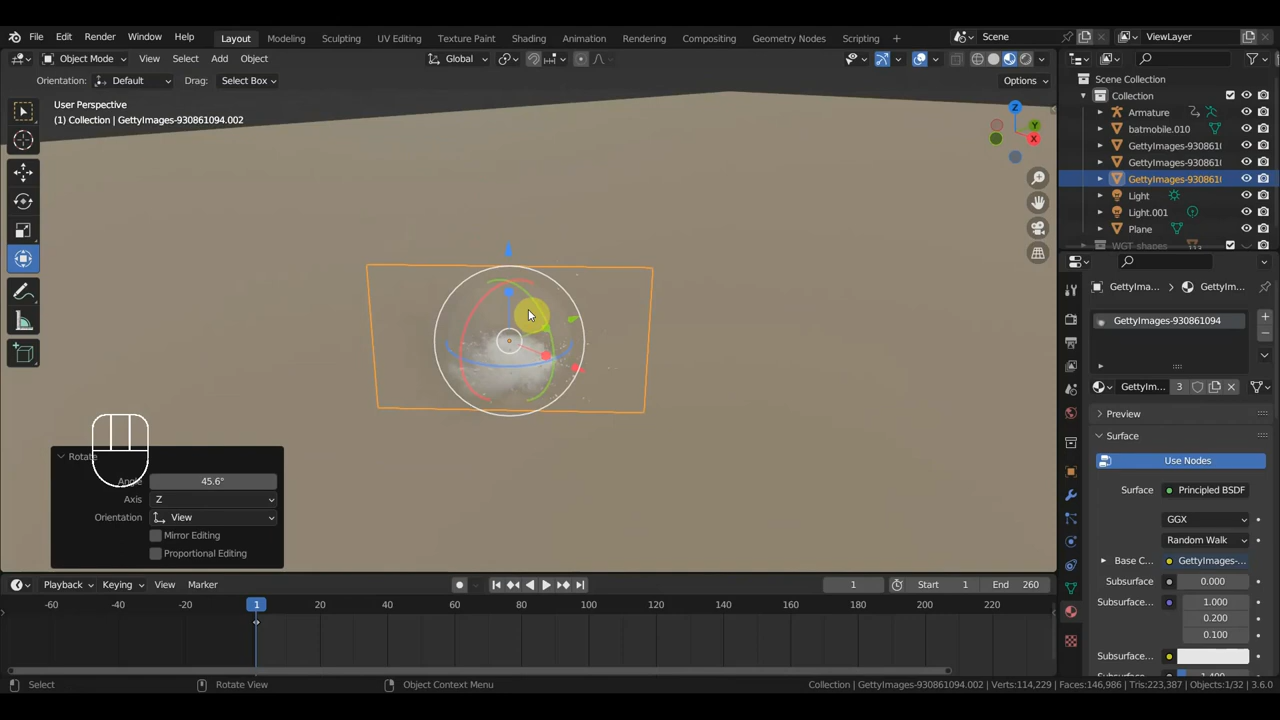 File Edit Render Window Help Layout Modeling Sculpting UV Editing Texture Paint Shading Animation Rendering Compositing Geometry Nodes Scripting + Scene ViewLayer
Object Mode View Select Add Object Global
Orientation: Default Drag: Select Box Options
User Perspective
(1) Collection | GettyImages-930861094.002
Z
Y
X
Scene Collection
Collection
Armature
batmobile.010
GettyImages-930861(
GettyImages-930861(
GettyImages-930861(
Light
Light.001
Plane
WGT-shapes
GettyIma... GettyIm...
GettyImages-930861094
GettyIm... 3
Preview
Surface
Use Nodes
Surface Principled BSDF
GGX
Random Walk
Base C... GettyImages-...
Subsurface 0.000
Subsurface... 1.000
0.200
0.100
Subsurface...
Rotate
Angle 45.6°
Axis Z
Orientation View
Mirror Editing
Proportional Editing
Playback Keying View Marker 1 Start 1 End 260
-60 -40 -20 1 20 40 60 80 100 120 140 160 180 200 220
Select Rotate View Object Context Menu Collection | GettyImages-930861094.002 | Verts:114,229 | Faces:146,986 | Tris:223,387 | Objects:1/32 | 3.6.0